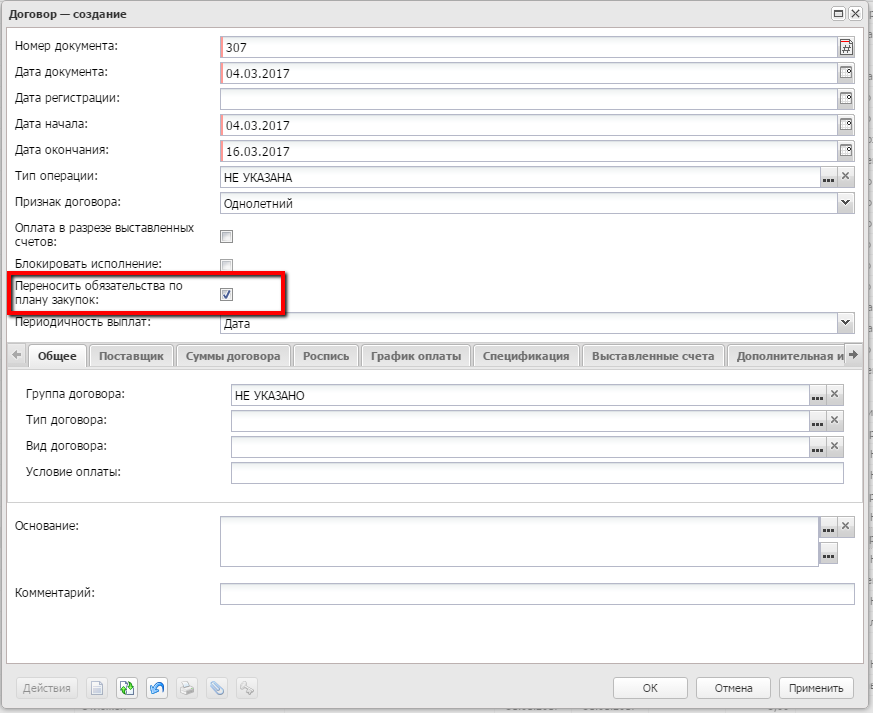 Договор — создание
Номер документа:
307
Дата документа:
04.03.2017
Дата регистрации:
Дата начала:
04.03.2017
Дата окончания:
16.03.2017
Тип операции:
НЕ УКАЗАНА
Признак договора:
Однолетний
Оплата в разрезе выставленных
счетов:
Блокировать исполнение:
Переносить обязательства по
плану закупок:
Периодичность выплат:
Дата
Общее Поставщик Суммы договора Роспись График оплаты Спецификация Выставленные счета Дополнительная и
Группа договора:
НЕ УКАЗАНО
Тип договора:
Вид договора:
Условие оплаты:
Основание:
Комментарий:
Действия ОК Отмена Применить